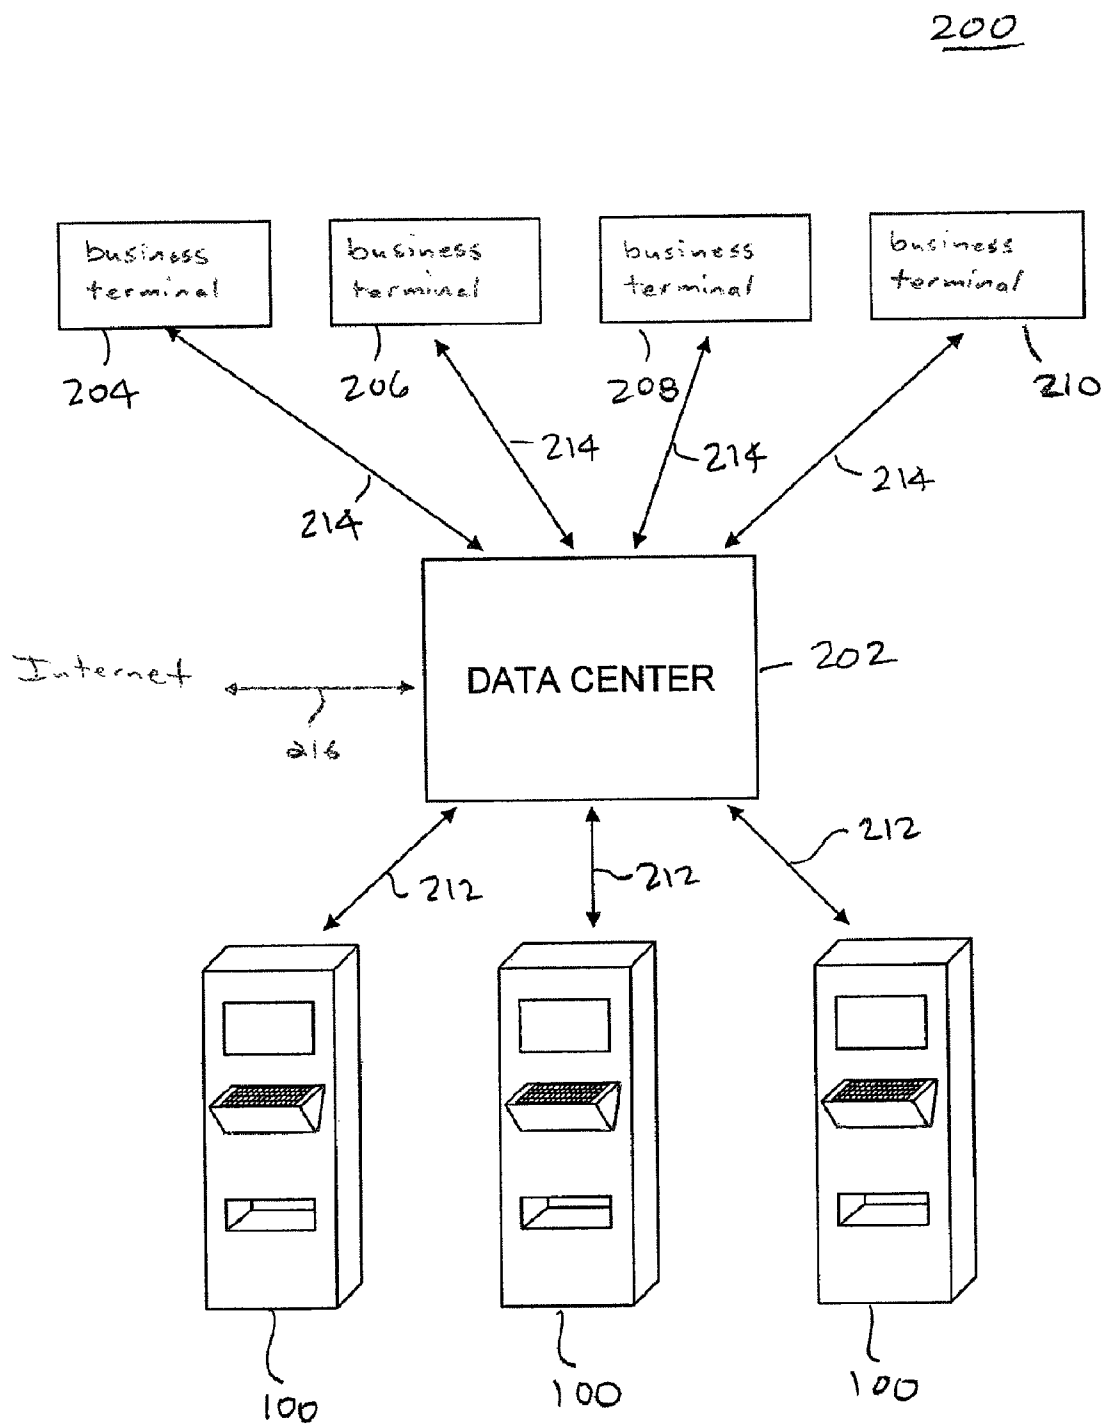 200
business
terminal
business
terminal
business
terminal
business
terminal
204
206
208
210
214
214
214
214
Internet
216
DATA CENTER
202
212
212
212
100
100
100